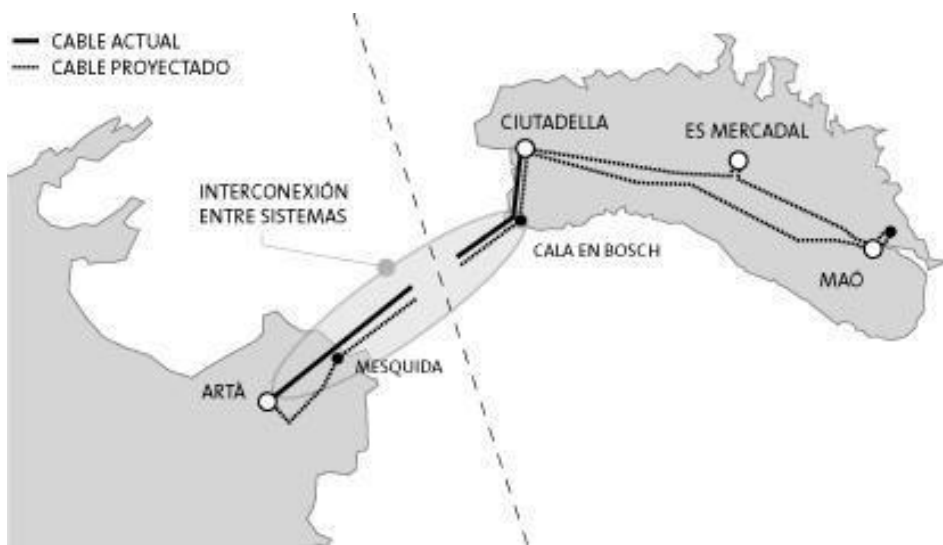 CABLE ACTUAL
CABLE PROYECTADO
CIUTADELLA
ES MERCADAL
INTERCONEXIÓN
ENTRE SISTEMAS
CALA EN BOSCH
MAÓ
MESQUIDA
ARTÀ